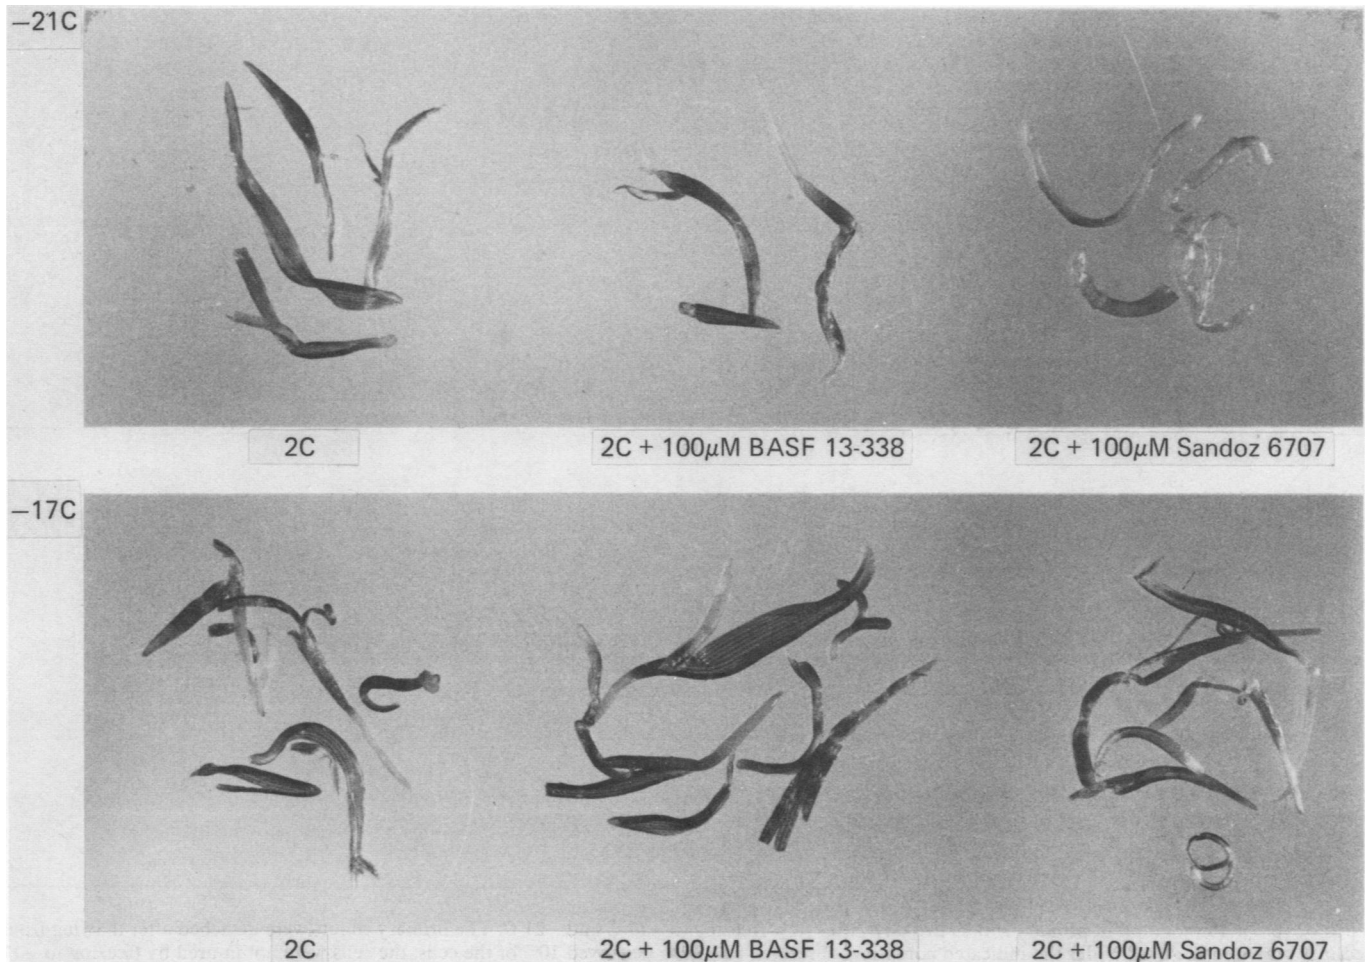 −21C
2C
2C + 100μM BASF 13-338
2C + 100μM Sandoz 6707
−17C
2C
2C + 100μM BASF 13-338
2C + 100μM Sandoz 6707